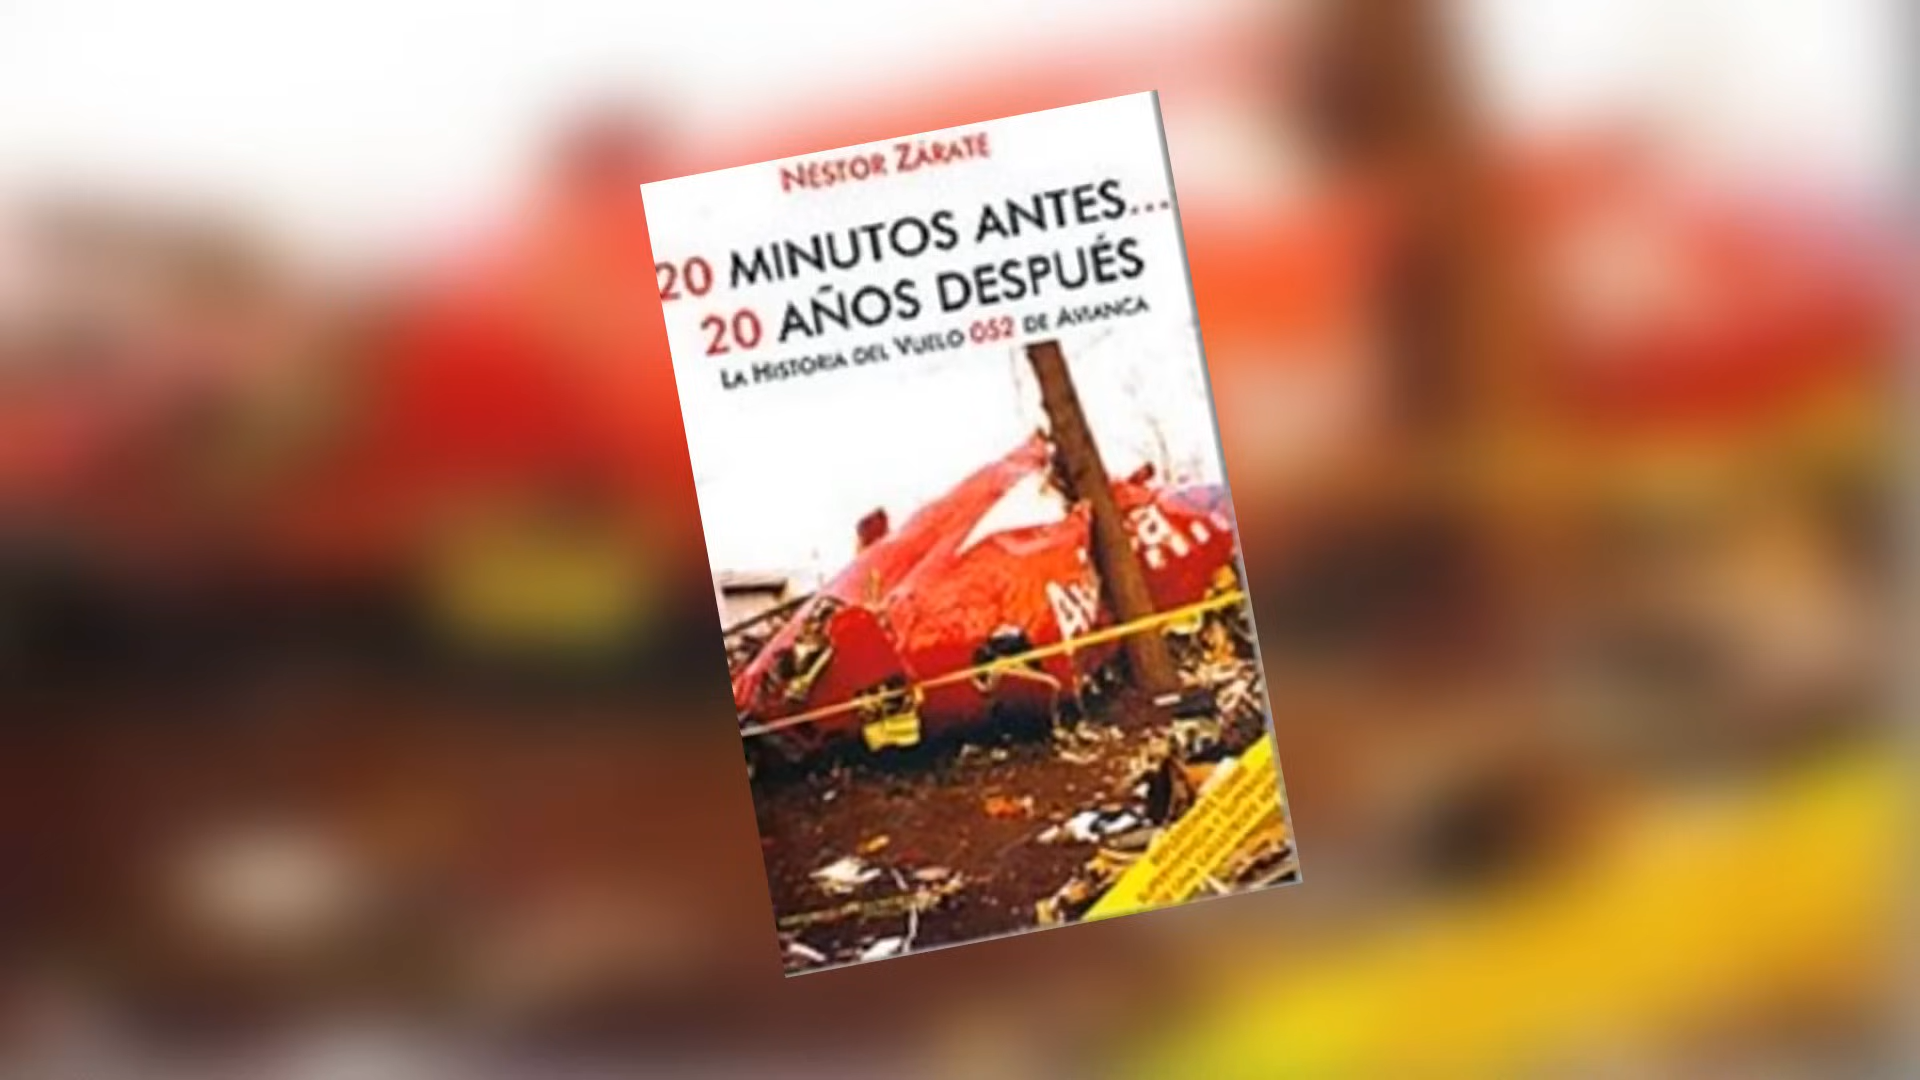 NÉSTOR ZÁRATE
20 MINUTOS ANTES...
20 AÑOS DESPUÉS
LA HISTORIA DEL VUELO 052 DE AVIANCA